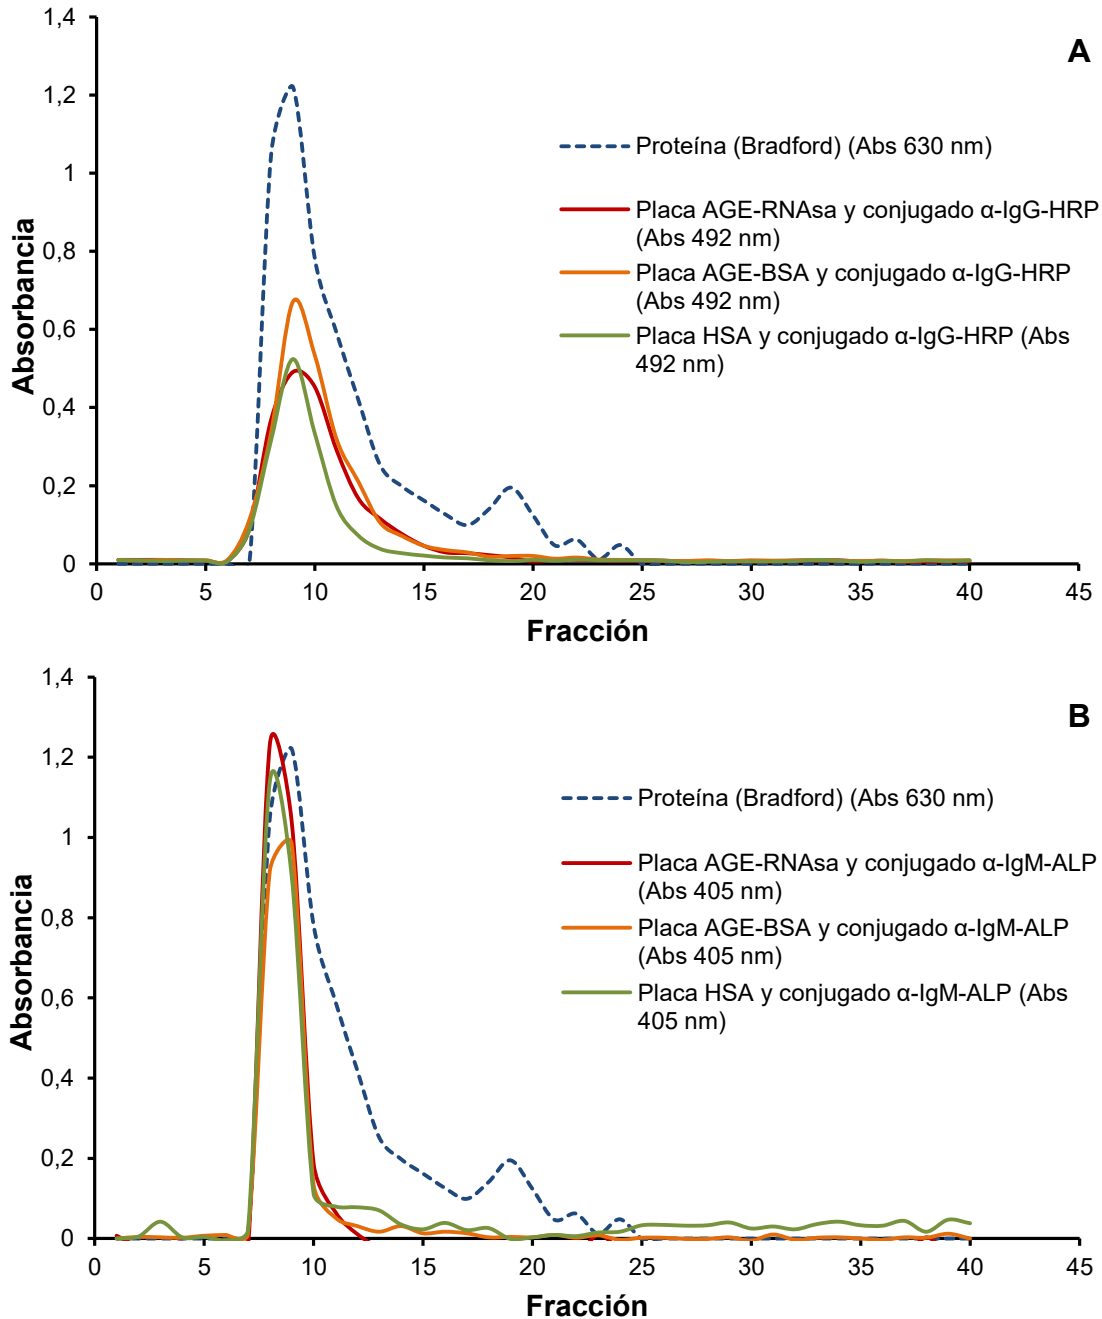 A
1,4
1,2
1
0,8
0,6
0,4
0,2
0
Absorbancia
Proteína (Bradford) (Abs 630 nm)
Placa AGE-RNAsa y conjugado α-IgG-HRP
(Abs 492 nm)
Placa AGE-BSA y conjugado α-IgG-HRP
(Abs 492 nm)
Placa HSA y conjugado α-IgG-HRP (Abs
492 nm)
0 5 10 15 20 25 30 35 40 45
Fracción
B
1,4
1,2
1
0,8
0,6
0,4
0,2
0
Absorbancia
Proteína (Bradford) (Abs 630 nm)
Placa AGE-RNAsa y conjugado α-IgM-ALP
(Abs 405 nm)
Placa AGE-BSA y conjugado α-IgM-ALP
(Abs 405 nm)
Placa HSA y conjugado α-IgM-ALP (Abs
405 nm)
0 5 10 15 20 25 30 35 40 45
Fracción